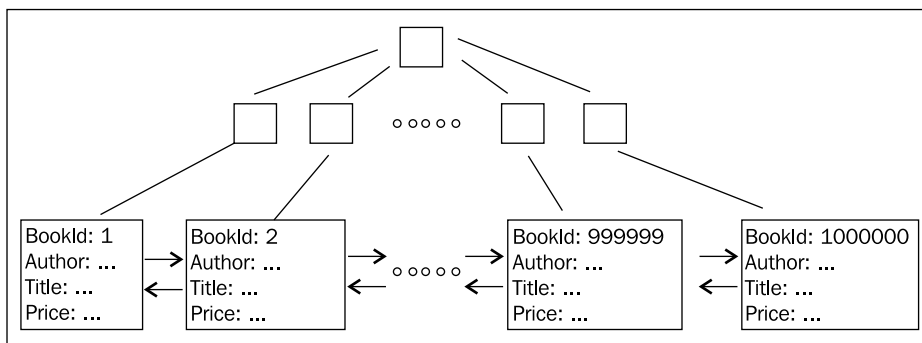 BookId: 1
Author: ...
Title: ...
Price: ...
BookId: 2
Author: ...
Title: ...
Price: ...
BookId: 999999
Author: ...
Title: ...
Price: ...
BookId: 1000000
Author: ...
Title: ...
Price: ...